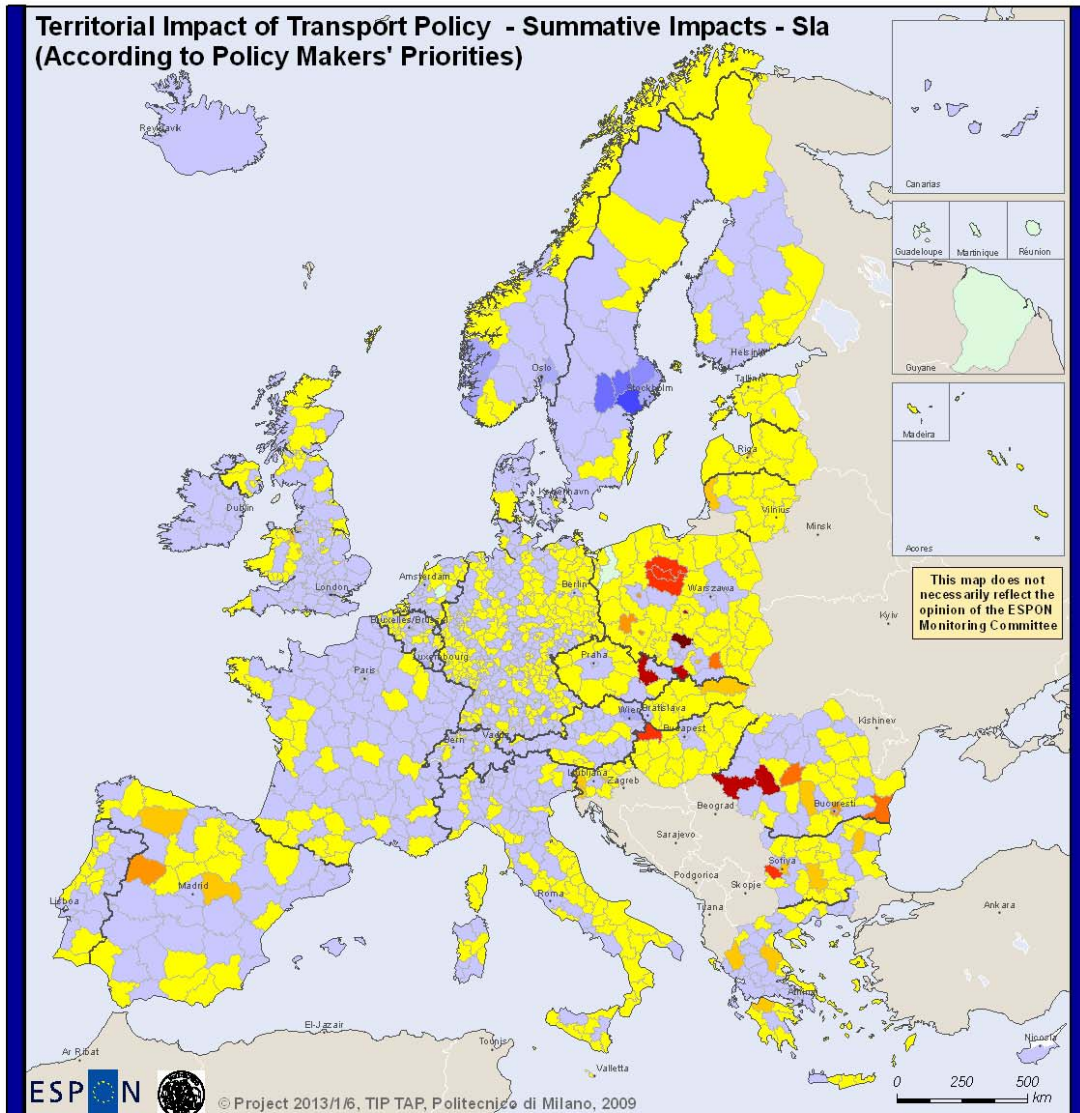 Territorial Impact of Transport Policy - Summative Impacts - Sla
(According to Policy Makers' Priorities)
Reykjavik
Canarias
Guadeloupe
Martinique
Réunion
Guyane
Madeira
Acores
This map does not
necessarily reflect the
opinion of the ESPON
Monitoring Committee
Oslo
Helsinki
Stockholm
Tallinn
Riga
København
Vilnius
Minsk
Dublin
London
Amsterdam
Berlin
Warszawa
Kyiv
Luxembourg
Praha
Paris
Wien
Bratislava
Budapest
Kishinev
Bern
Vaduz
Ljubljana
Zagreb
Beograd
Bucuresti
Sarajevo
Sofiya
Podgorica
Skopje
Tirana
Ankara
Madrid
Lisboa
Roma
El-Jazair
Tounis
Ar Ribat
Valletta
Nicosia
0 250 500
km
ESPON
© Project 2013/1/6, TIP TAP, Politecnico di Milano, 2009